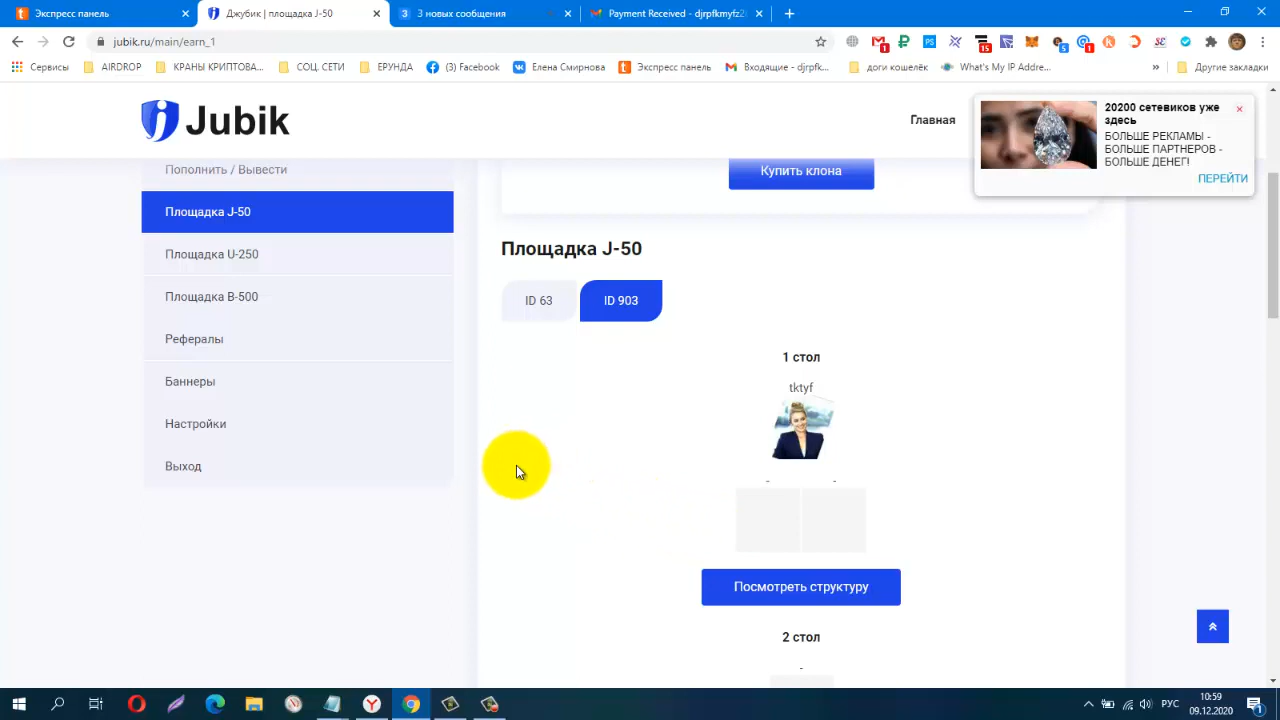 Экспресс панель
Джубик | площадка J-50
3 новых сообщения
Payment Received - djrpfkmyfz2
jubik.ru/main/earn_1
Сервисы
AIRDROP
КРАНЫ КРИПТОВА...
СОЦ. СЕТИ
ЕРУНДА
(3) Facebook
Елена Смирнова
Экспресс панель
Входящие - djrpfk...
доги кошелёк
What's My IP Addre...
»
Другие закладки
Jubik
Главная
20200 сетевиков уже
здесь
БОЛЬШЕ РЕКЛАМЫ -
БОЛЬШЕ ПАРТНЕРОВ -
БОЛЬШЕ ДЕНЕГ!
ПЕРЕЙТИ
Пополнить / Вывести
Площадка J-50
Площадка U-250
Площадка B-500
Рефералы
Баннеры
Настройки
Выход
Купить клона
Площадка J-50
ID 63
ID 903
1 стол
tktyf
- -
Посмотреть структуру
2 стол
-
РУС
10:59
09.12.2020